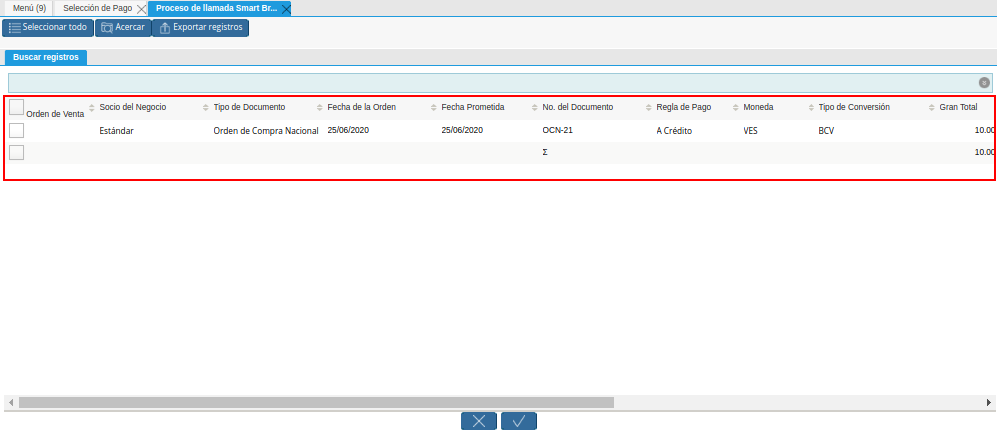 Menú (9) Selección de Pago Proceso de llamada Smart Br...
Seleccionar todo Acercar Exportar registros
Buscar registros
Orden de Venta Socio del Negocio Tipo de Documento Fecha de la Orden Fecha Prometida No. del Documento Regla de Pago Moneda Tipo de Conversión Gran Total
Estándar Orden de Compra Nacional 25/06/2020 25/06/2020 OCN-21 A Crédito VES BCV 10.00
Σ 10.00